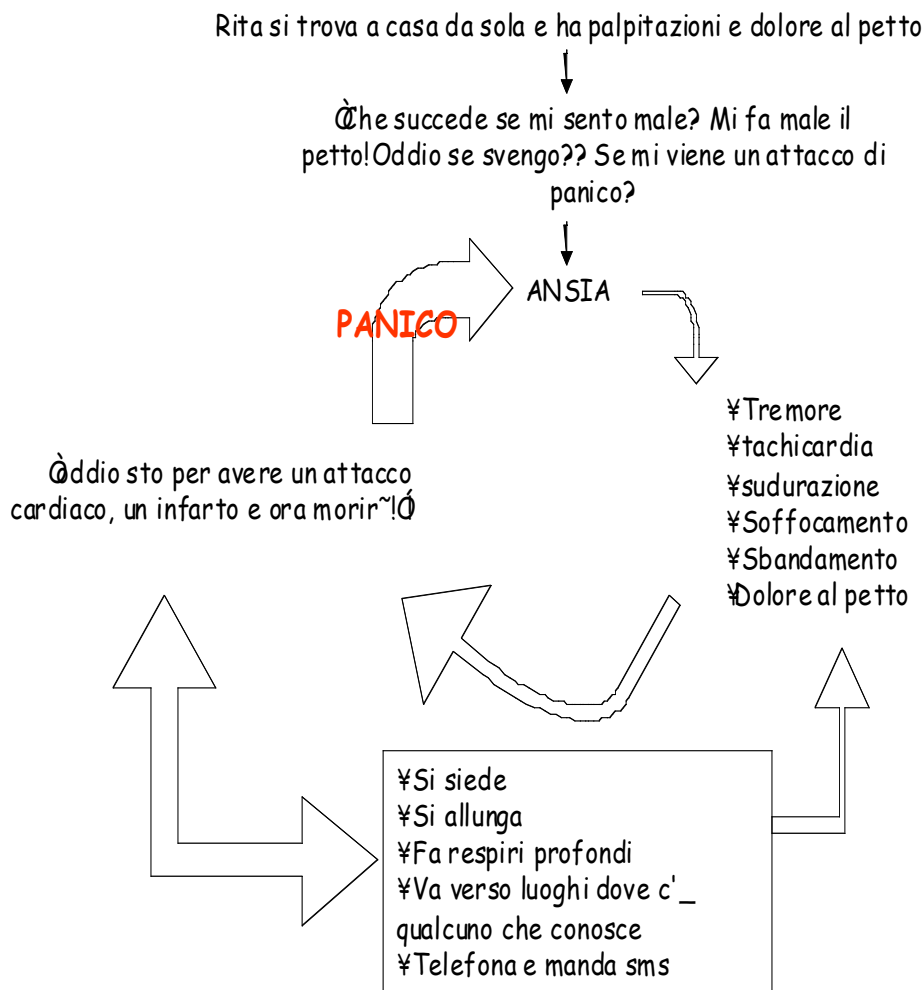 Rita si trova a casa da sola e ha palpitazioni e dolore al petto
ÒChe succede se mi sento male? Mi fa male il
petto!Oddio se svengo?? Se mi viene un attacco di
panico?
ANSIA
PANICO
¥Tremore
¥tachicardia
¥sudurazione
¥Soffocamento
¥Sbandamento
¥Dolore al petto
Òoddio sto per avere un attacco
cardiaco, un infarto e ora morir˜!Ó
¥Si siede
¥Si allunga
¥Fa respiri profondi
¥Va verso luoghi dove c'_
qualcuno che conosce
¥Telefona e manda sms